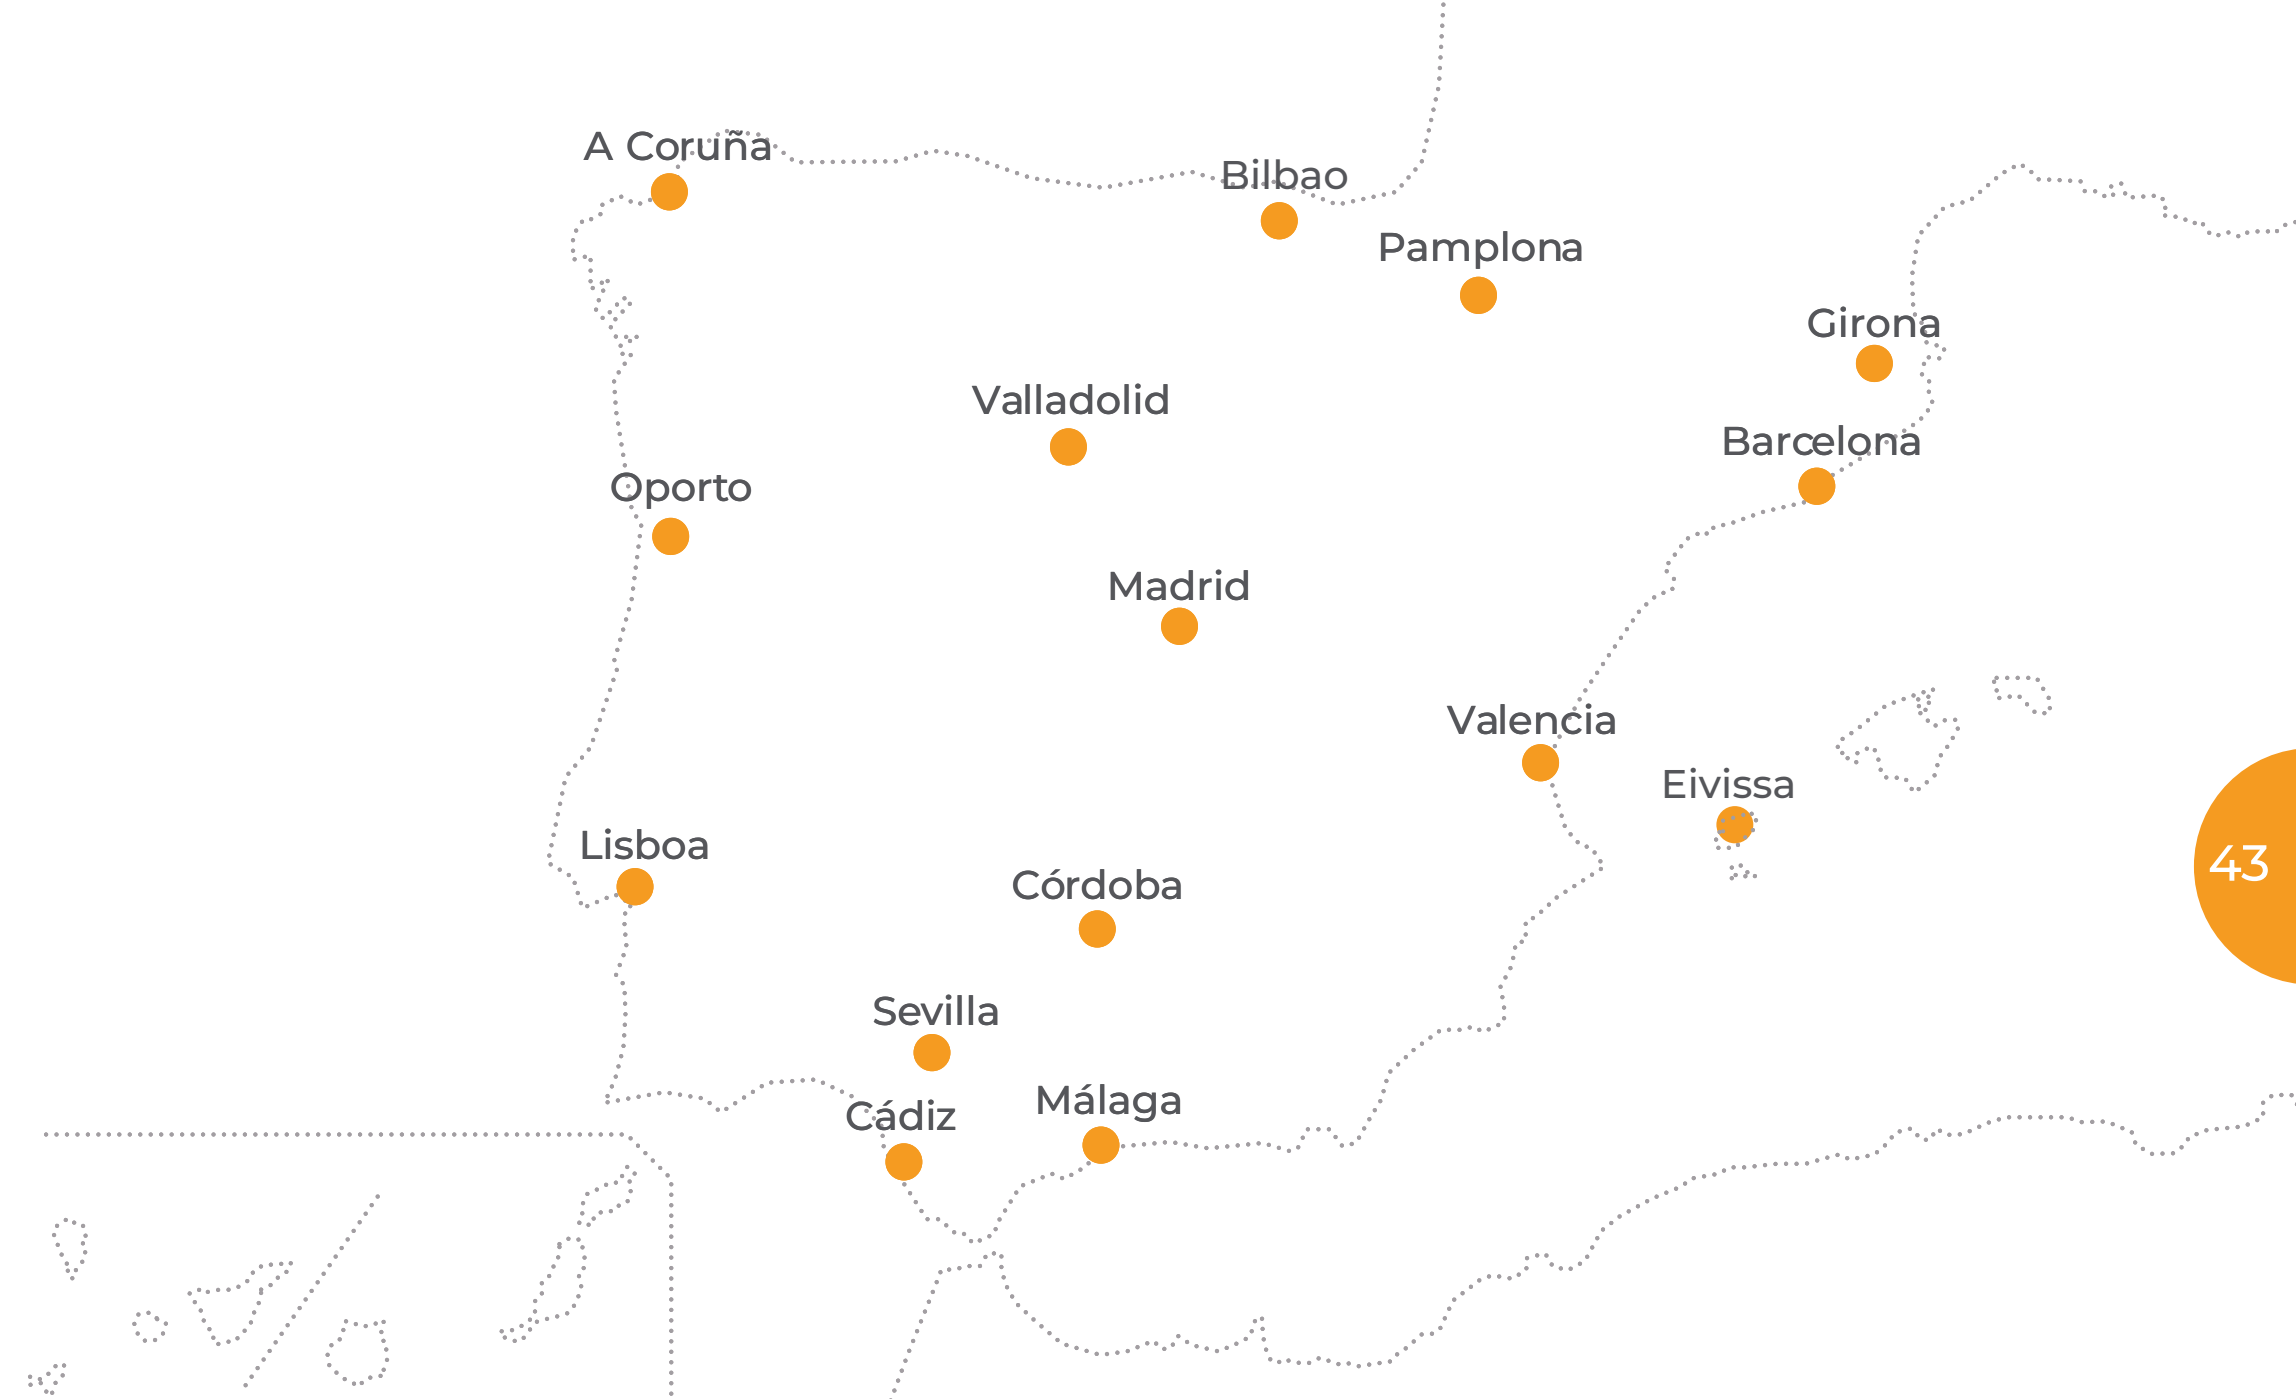 A Coruña
Bilbao
Pamplona
Girona
Valladolid
Barcelona
Oporto
Madrid
Valencia
Eivissa
Lisboa
43
Córdoba
Sevilla
Málaga
Cádiz